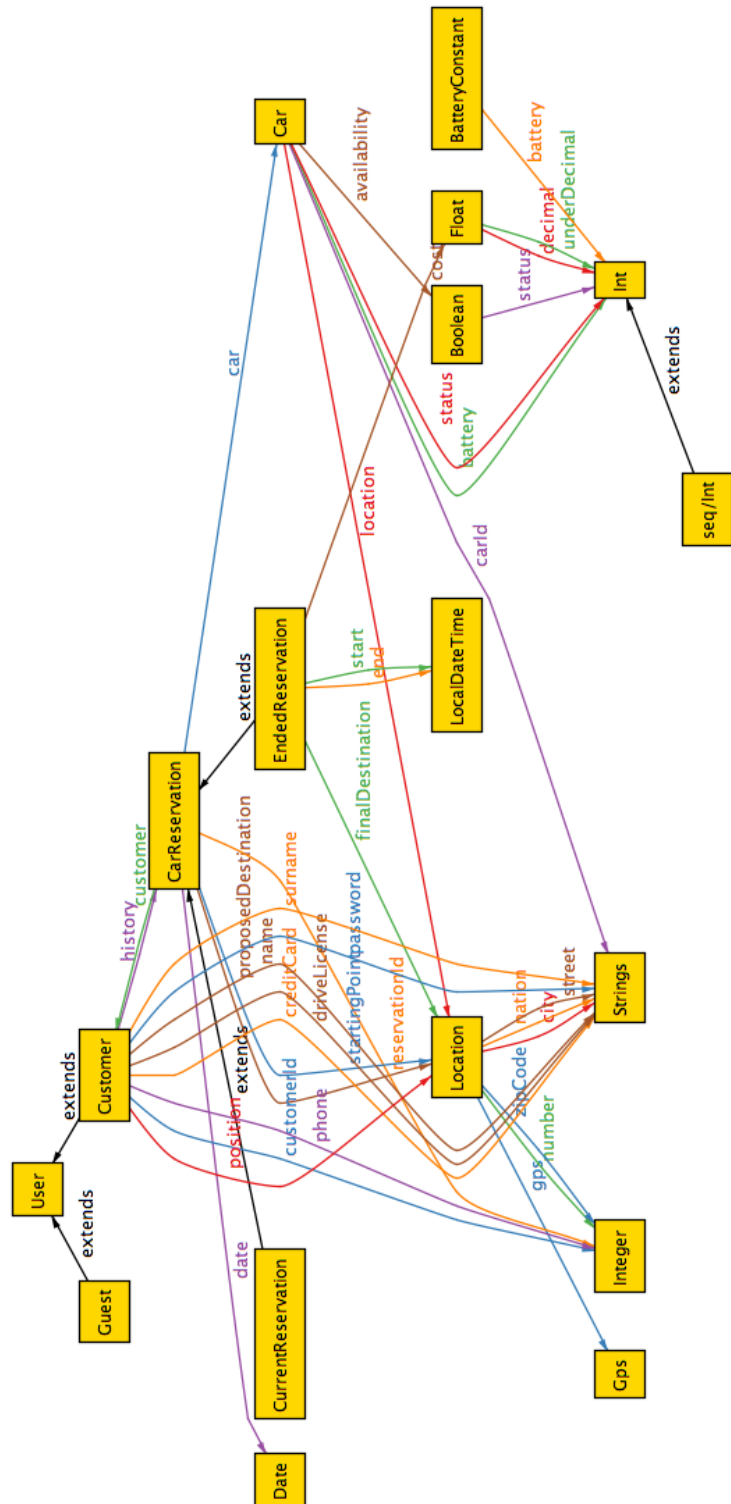 User
extends
extends
Guest
Customer
history
customer
CarReservation
car
Car
date
position
extends
customerId
phone
creditCard
name
proposedDestination
driveLicense
surname
startingPoint
password
reservationId
extends
EndedReservation
CurrentReservation
Date
finalDestination
start
end
location
cost
availability
status
battery
carId
Location
LocalDateTime
Boolean
Float
BatteryConstant
gps
number
zipCode
nation
city
street
status
decimal
underDecimal
battery
Gps
Integer
Strings
Int
extends
seq/Int